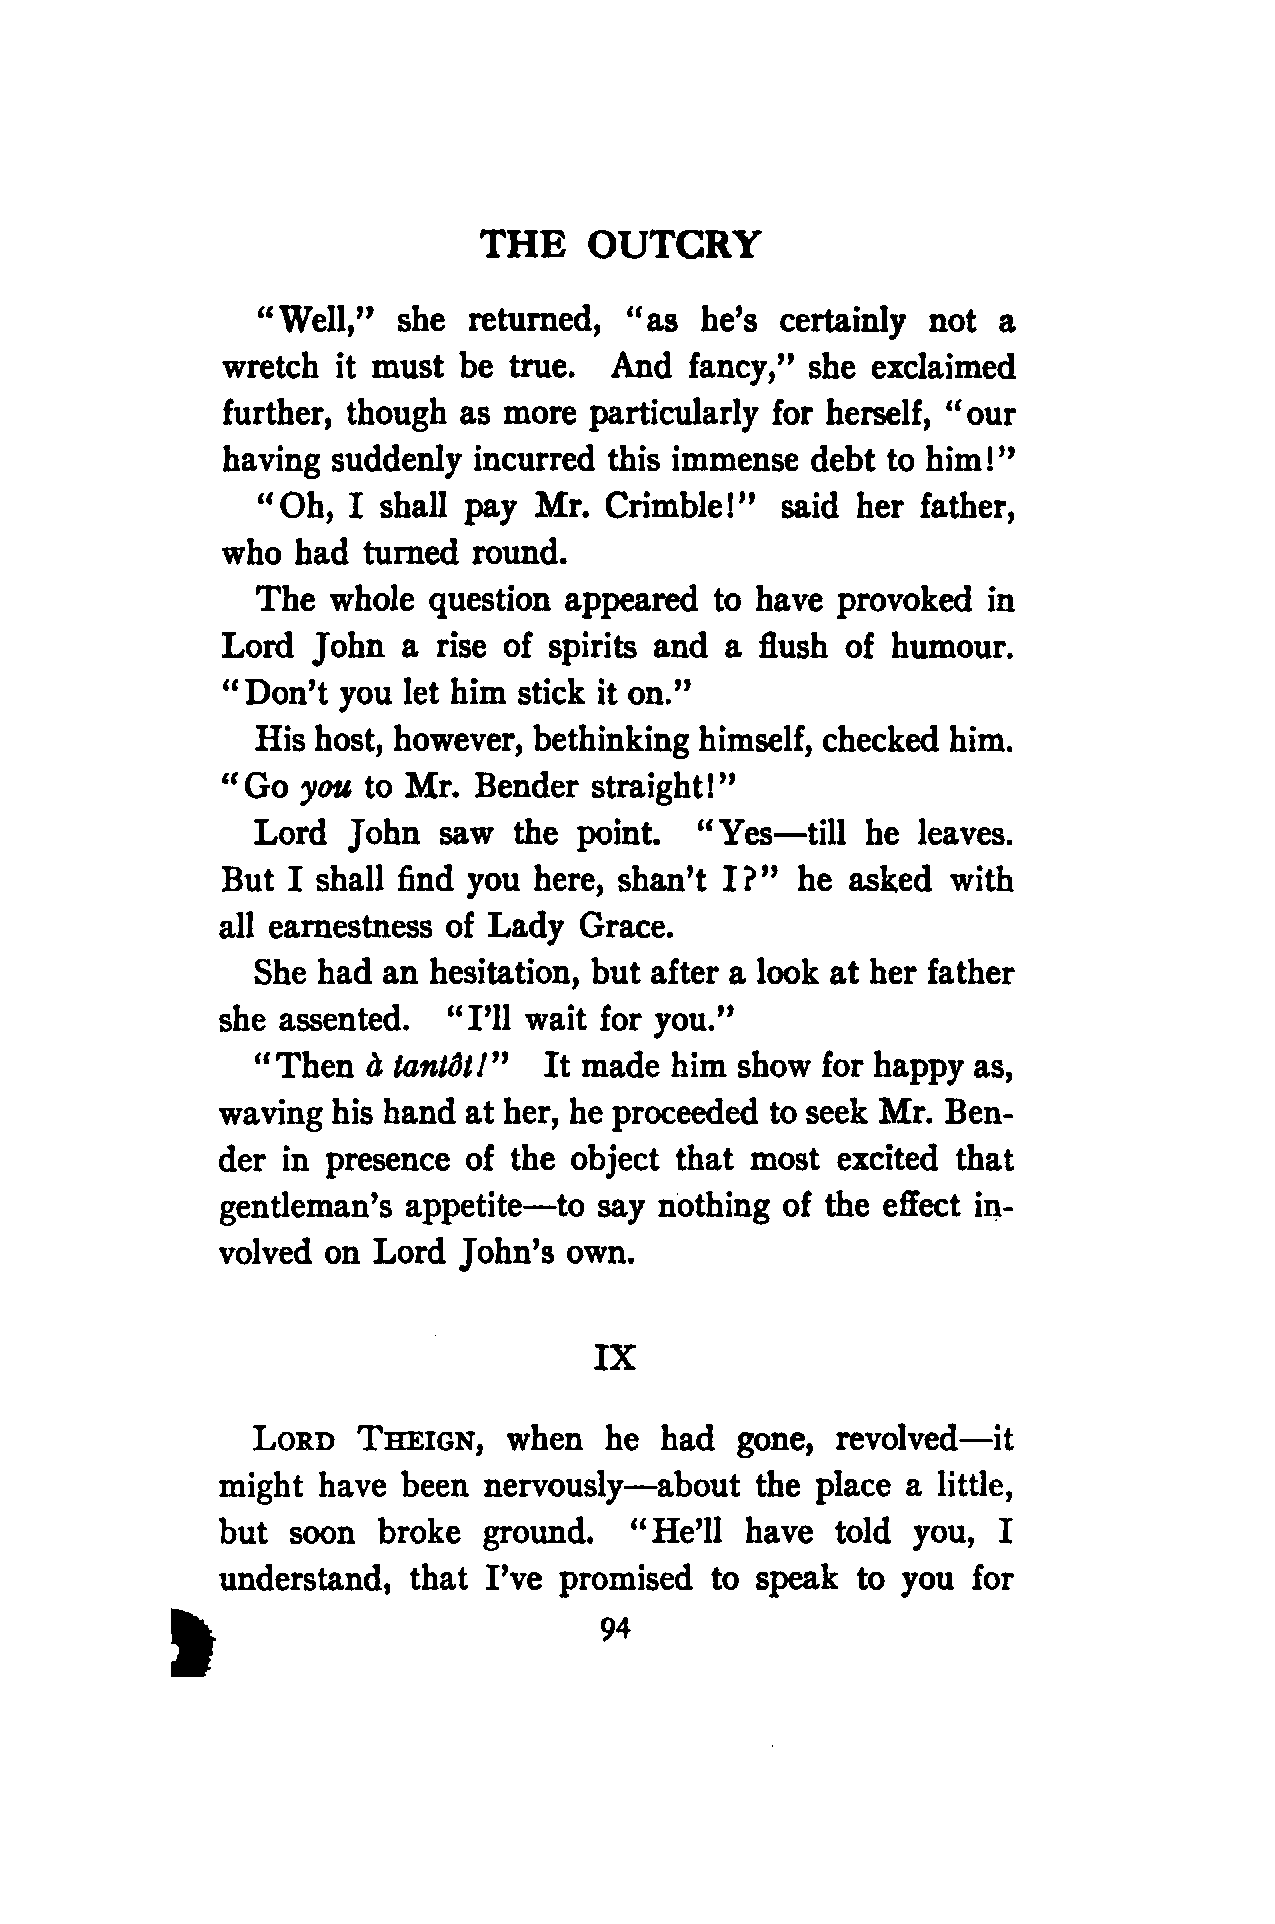 THE OUTCRY
“Well,” she returned, “as he’s certainly not a
wretch it must be true. And fancy,” she exclaimed
further, though as more particularly for herself, “our
having suddenly incurred this immense debt to him!”
“Oh, I shall pay Mr. Crimble!” said her father,
who had turned round.
The whole question appeared to have provoked in
Lord John a rise of spirits and a flush of humour.
“Don’t you let him stick it on.”
His host, however, bethinking himself, checked him.
“Go you to Mr. Bender straight!”
Lord John saw the point. “Yes—till he leaves.
But I shall find you here, shan’t I?” he asked with
all earnestness of Lady Grace.
She had an hesitation, but after a look at her father
she assented. “I’ll wait for you.”
“Then à tantôt!” It made him show for happy as,
waving his hand at her, he proceeded to seek Mr. Ben-
der in presence of the object that most excited that
gentleman’s appetite—to say nothing of the effect in-
volved on Lord John’s own.
IX
LORD THEIGN, when he had gone, revolved—it
might have been nervously—about the place a little,
but soon broke ground. “He’ll have told you, I
understand, that I’ve promised to speak to you for
94